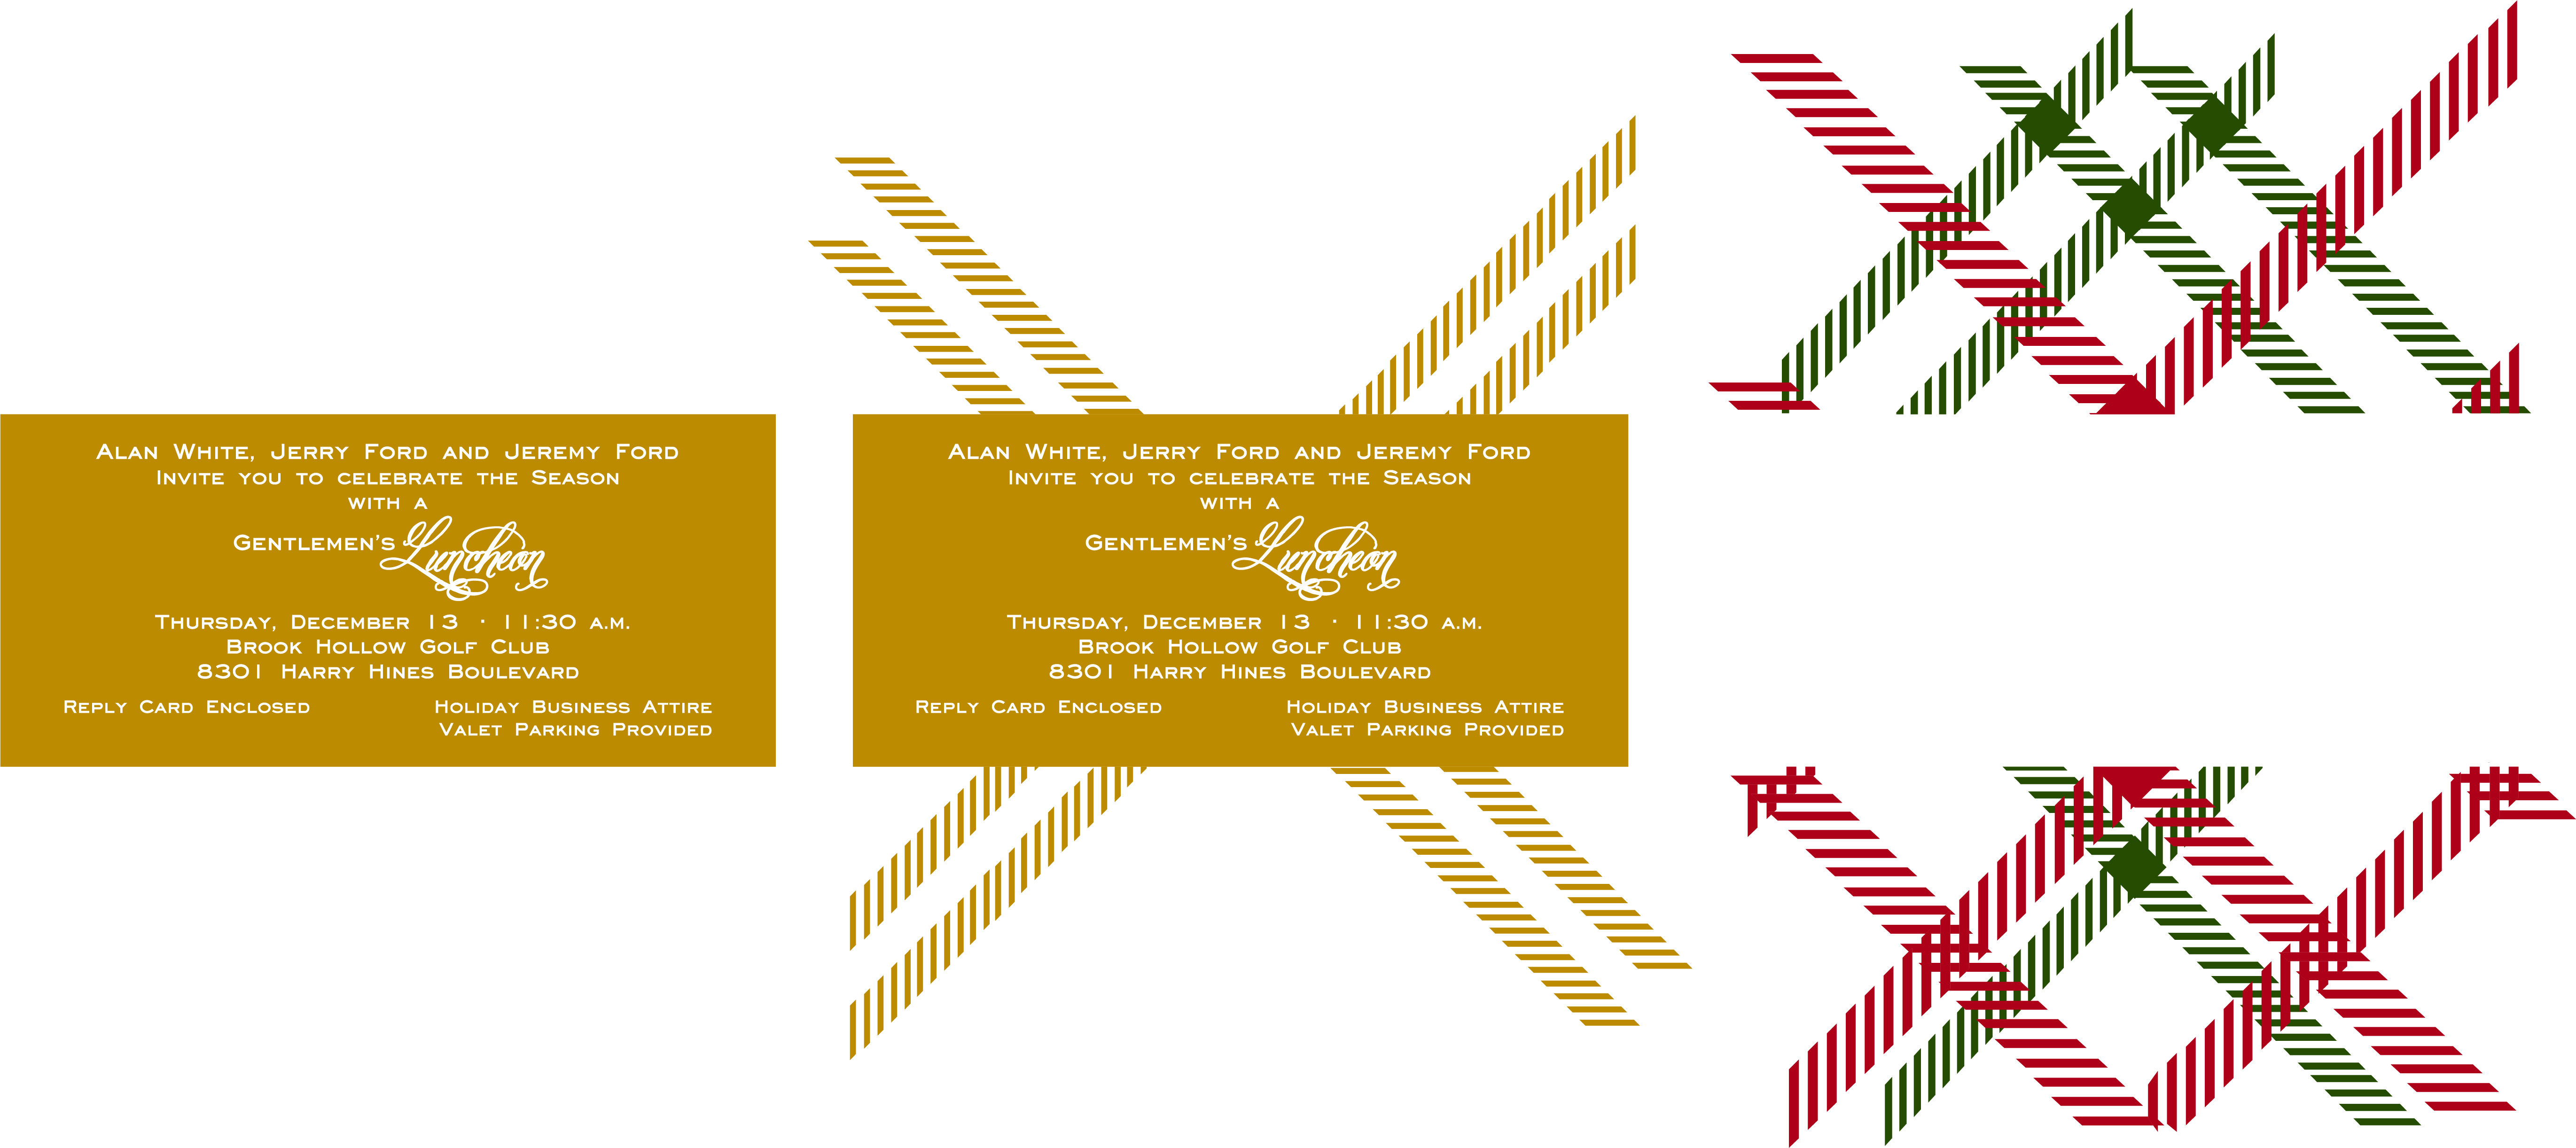 Alan White, Jerry Ford and Jeremy Ford
Invite you to celebrate the Season
with a
Gentlemen's Luncheon
Thursday, December 13 · 11:30 a.m.
Brook Hollow Golf Club
8301 Harry Hines Boulevard
Reply Card Enclosed
Holiday Business Attire
Valet Parking Provided
Alan White, Jerry Ford and Jeremy Ford
Invite you to celebrate the Season
with a
Gentlemen's Luncheon
Thursday, December 13 · 11:30 a.m.
Brook Hollow Golf Club
8301 Harry Hines Boulevard
Reply Card Enclosed
Holiday Business Attire
Valet Parking Provided